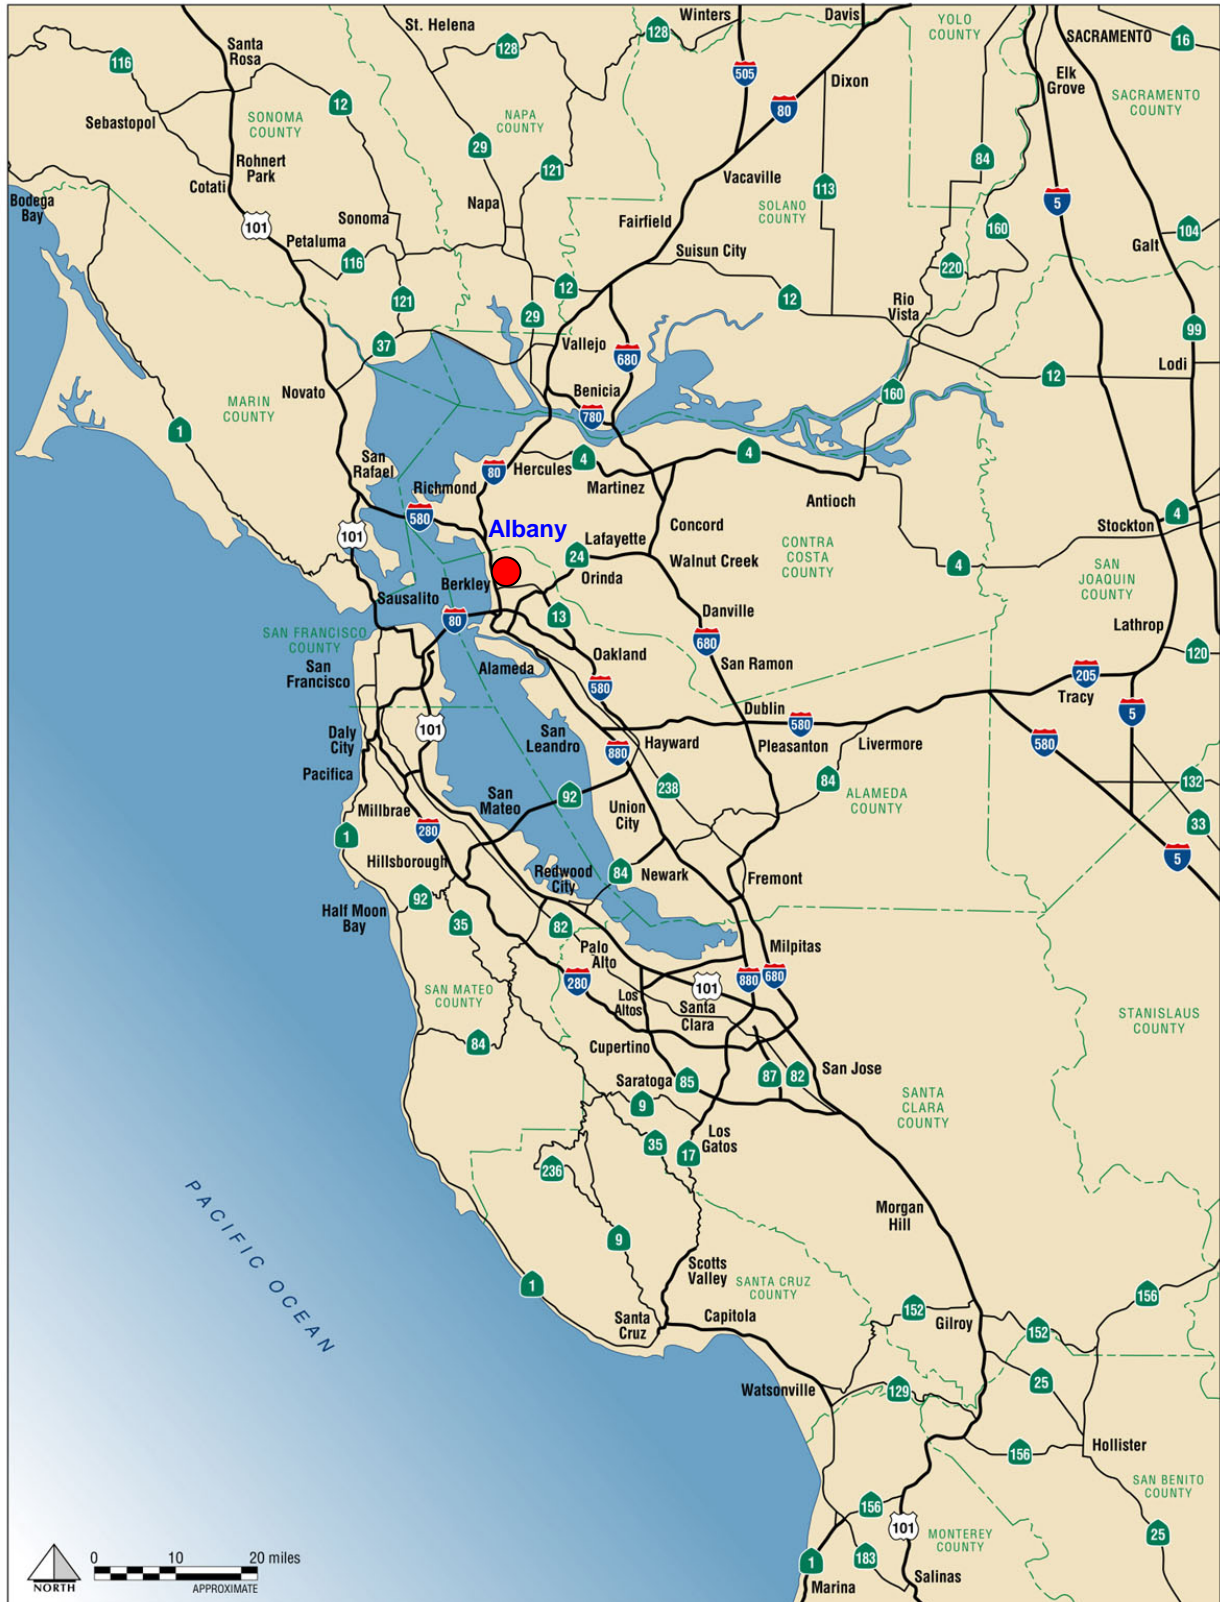 St. Helena
Winters
Davis
YOLO
COUNTY
SACRAMENTO
16
128
Santa
Rosa
116
128
505
Dixon
Elk
Grove
80
SACRAMENTO
COUNTY
12
NAPA
COUNTY
SONOMA
COUNTY
Sebastopol
29
84
Rohnert
Park
121
Vacaville
113
Cotati
SOLANO
COUNTY
5
Bodega
Bay
Sonoma
Napa
Fairfield
101
Petaluma
160
104
Galt
116
Suisun City
220
12
121
12
Rio
Vista
29
99
37
Vallejo
680
Lodi
12
Novato
Benicia
160
MARIN
COUNTY
780
1
San
Rafael
80
Hercules
4
4
Richmond
Martinez
Antioch
580
4
Stockton
Albany
Concord
101
Lafayette
24
Walnut Creek
CONTRA
COSTA
COUNTY
4
SAN
JOAQUIN
COUNTY
Berkley
Orinda
Sausalito
13
Danville
80
Lathrop
SAN FRANCISCO
COUNTY
680
120
Oakland
San
Francisco
Alameda
San Ramon
205
580
Tracy
Dublin
5
101
580
Daly
City
San
Leandro
880
Hayward
Pleasanton
Livermore
580
Pacifica
84
132
238
San
Mateo
92
ALAMEDA
COUNTY
Millbrae
Union
City
33
280
1
5
Hillsborough
Redwood
City
84
Newark
Fremont
92
Half Moon
Bay
35
82
Palo
Alto
Milpitas
280
880
680
101
SAN MATEO
COUNTY
Los
Altos
Santa
Clara
STANISLAUS
COUNTY
84
Cupertino
San Jose
Saratoga
85
87
82
9
SANTA
CLARA
COUNTY
35
Los
Gatos
17
236
PACIFIC OCEAN
Morgan
Hill
9
Scotts
Valley
SANTA CRUZ
COUNTY
1
156
152
Santa
Cruz
Capitola
Gilroy
152
Watsonville
129
25
Hollister
156
SAN BENITO
COUNTY
156
101
MONTEREY
COUNTY
25
0 10 20 miles
APPROXIMATE
NORTH
1
183
Marina
Salinas